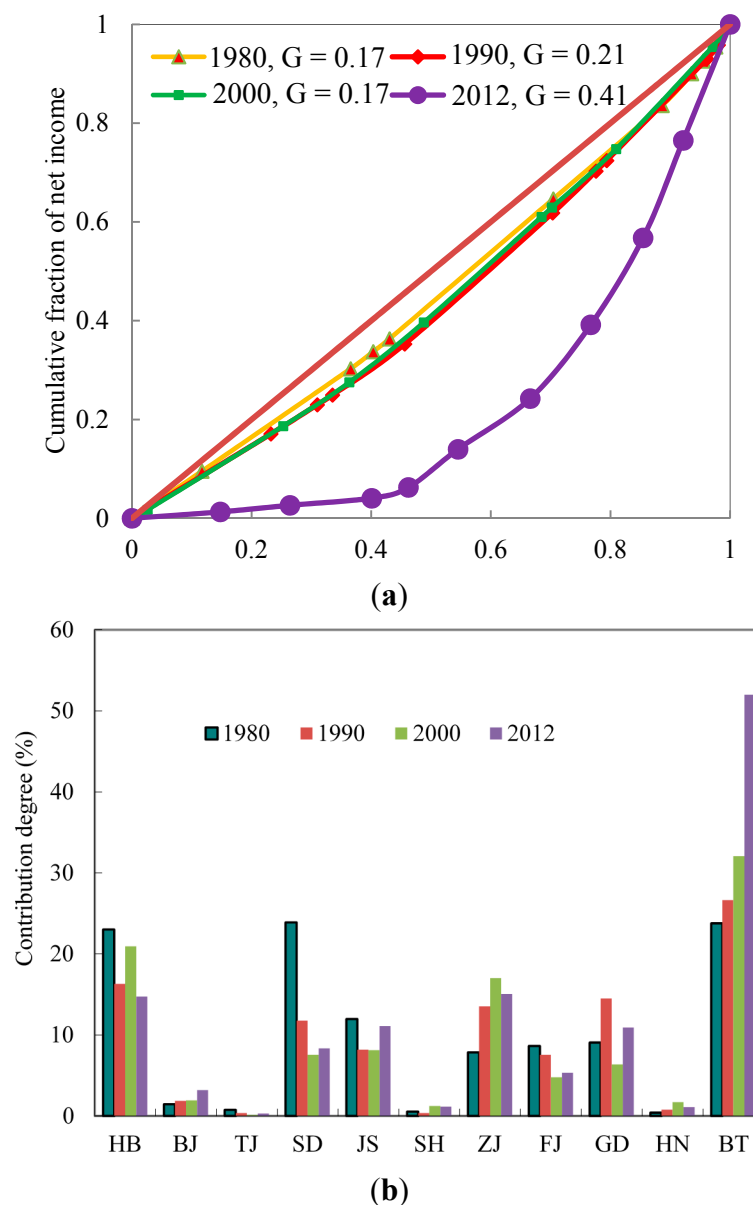 1
0.8
0.6
0.4
0.2
0
Cumulative fraction of net income
1980, G = 0.17 1990, G = 0.21
2000, G = 0.17 2012, G = 0.41
0 0.2 0.4 0.6 0.8 1
(a)
60
50
40
30
20
10
0
Contribution degree (%)
1980 1990 2000 2012
HB BJ TJ SD JS SH ZJ FJ GD HN BT
(b)